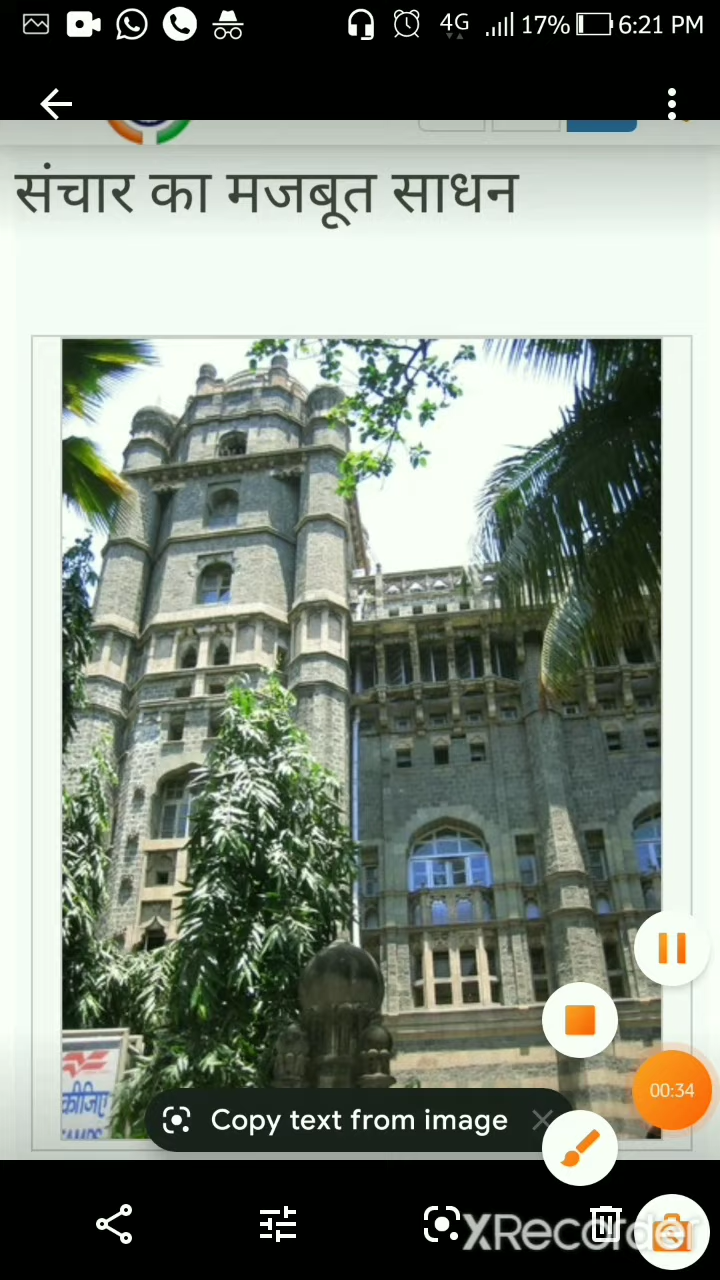 4G 17% 6:21 PM
संचार का मजबूत साधन
कीजिए
Copy text from image
00:34
XRecorder